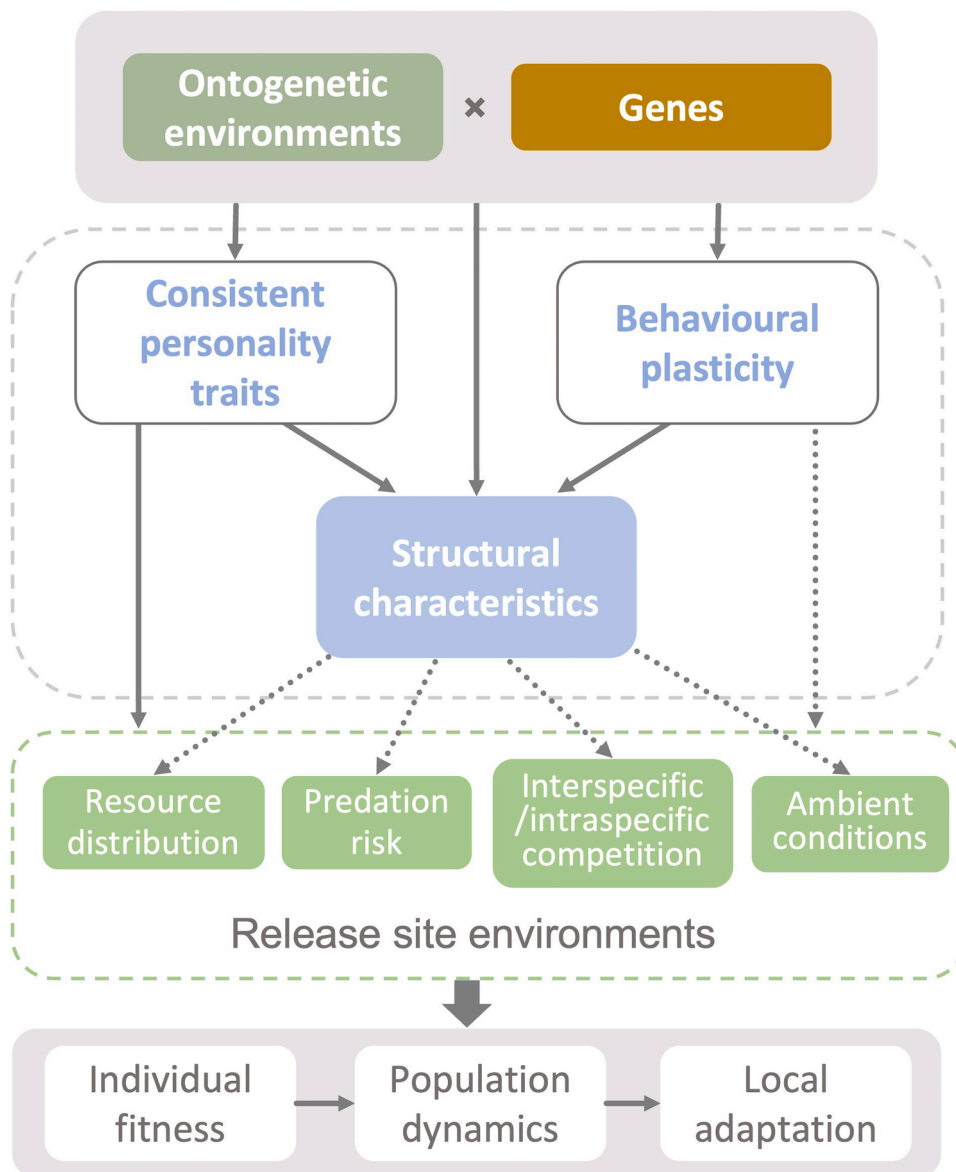 Ontogenetic
environments
×
Genes
Consistent
personality
traits
Behavioural
plasticity
Structural
characteristics
Resource
distribution
Predation
risk
Interspecific
/intraspecific
competition
Ambient
conditions
Release site environments
Individual
fitness
Population
dynamics
Local
adaptation